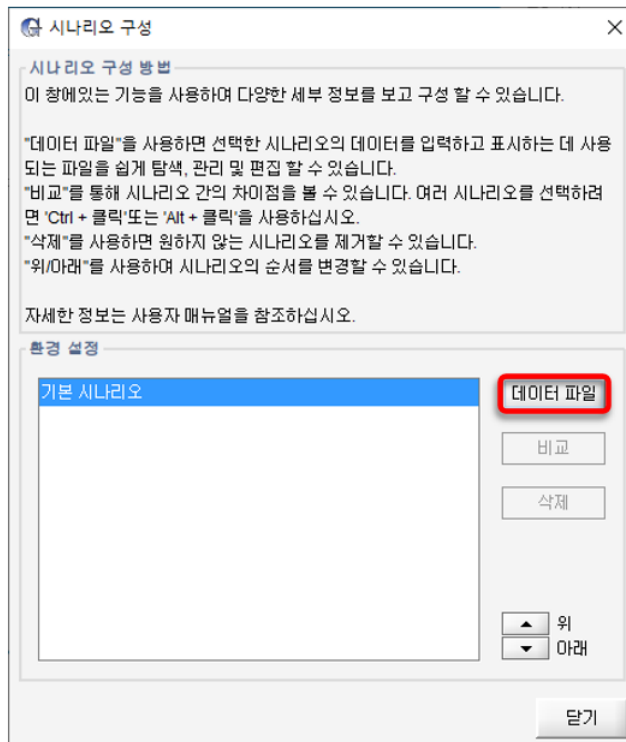 시나리오 구성
시나리오 구성 방법
이 창에있는 기능을 사용하여 다양한 세부 정보를 보고 구성 할 수 있습니다.
"데이터 파일"을 사용하면 선택한 시나리오의 데이터를 입력하고 표시하는 데 사용
되는 파일을 쉽게 탐색, 관리 및 편집 할 수 있습니다.
"비교"를 통해 시나리오 간의 차이점을 볼 수 있습니다. 여러 시나리오를 선택하려
면 'Ctrl + 클릭'또는 'Alt + 클릭'을 사용하십시오.
"삭제"를 사용하면 원하지 않는 시나리오를 제거할 수 있습니다.
"위/아래"를 사용하여 시나리오의 순서를 변경할 수 있습니다.
자세한 정보는 사용자 매뉴얼을 참조하십시오.
환경 설정
기본 시나리오
데이터 파일
비교
삭제
위
아래
닫기